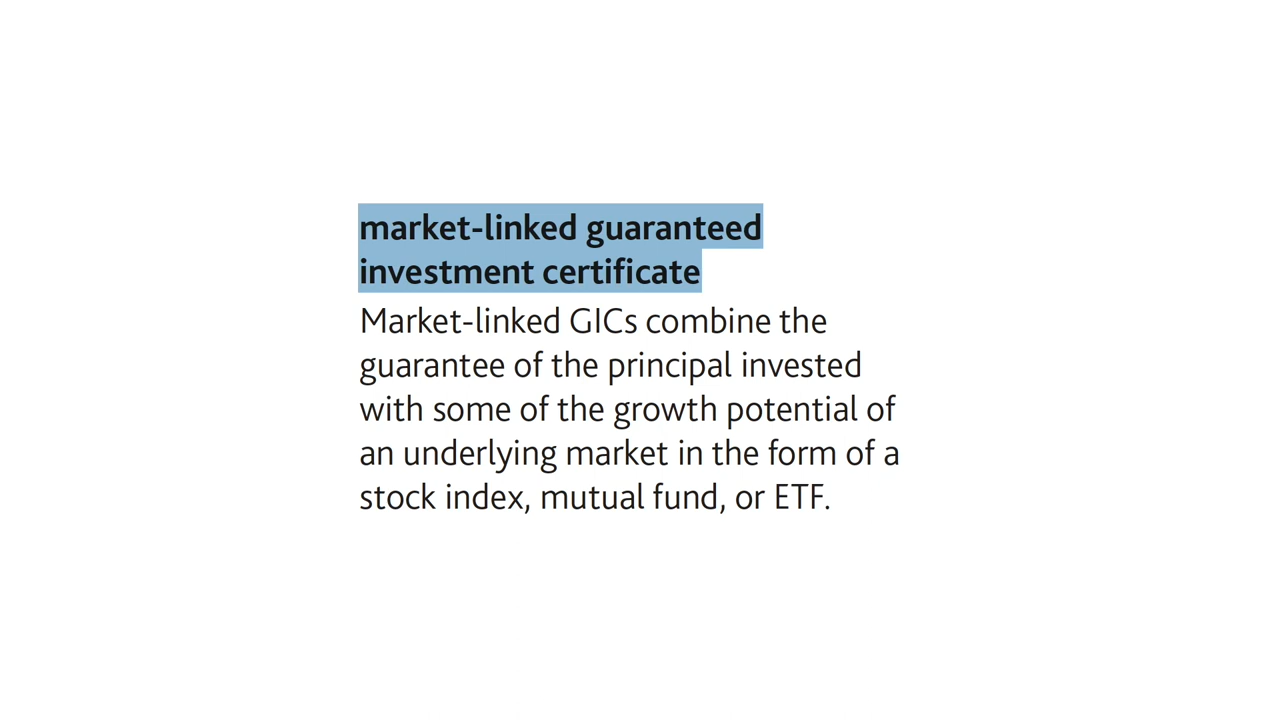 market-linked guaranteed
investment certificate
Market-linked GICs combine the
guarantee of the principal invested
with some of the growth potential of
an underlying market in the form of a
stock index, mutual fund, or ETF.